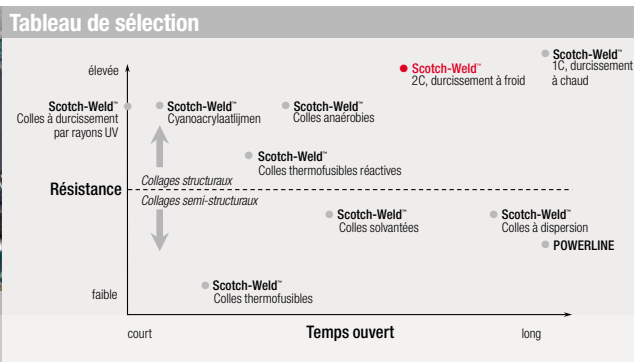 Tableau de sélection
élevée
Scotch-Weld™
2C, durcissement à froid
Scotch-Weld™
1C, durcissement
à chaud
Scotch-Weld™
Colles à durcissement
par rayons UV
Scotch-Weld™
Cyanoacrylaatlijmen
Scotch-Weld™
Colles anaérobies
Scotch-Weld™
Colles thermofusibles réactives
Résistance
Collages structuraux
Collages semi-structuraux
Scotch-Weld™
Colles solvantées
Scotch-Weld™
Colles à dispersion
POWERLINE
faible
Scotch-Weld™
Colles thermofusibles
court
Temps ouvert
long